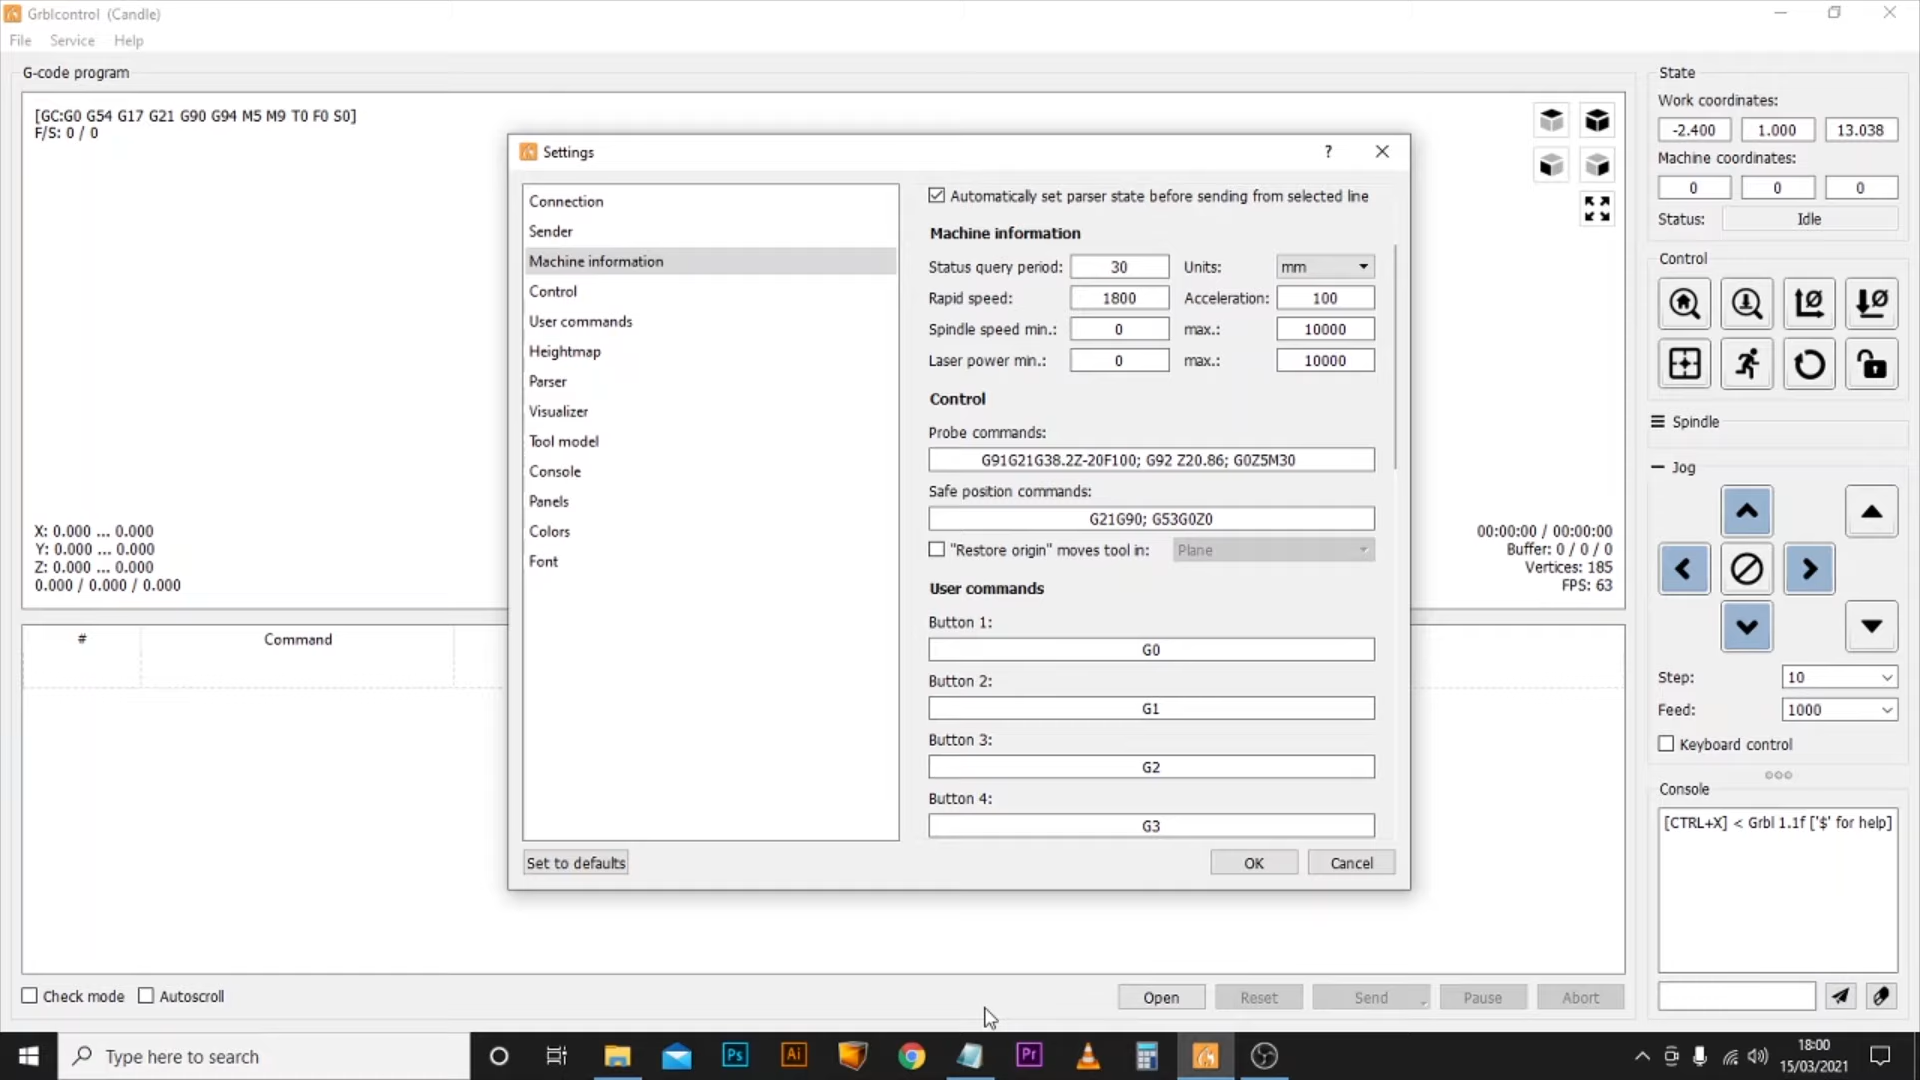 Grblcontrol (Candle)
File Service Help
G-code program
[GC:G0 G54 G17 G21 G90 G94 M5 M9 T0 F0 S0]
F/S: 0 / 0
X: 0.000 ... 0.000
Y: 0.000 ... 0.000
Z: 0.000 ... 0.000
0.000 / 0.000 / 0.000
00:00:00 / 00:00:00
Buffer: 0 / 0 / 0
Vertices: 185
FPS: 63
# Command
Settings ?
Connection
Sender
Machine information
Control
User commands
Heightmap
Parser
Visualizer
Tool model
Console
Panels
Colors
Font
Automatically set parser state before sending from selected line
Machine information
Status query period: 30 Units: mm
Rapid speed: 1800 Acceleration: 100
Spindle speed min.: 0 max.: 10000
Laser power min.: 0 max.: 10000
Control
Probe commands:
G91G21G38.2Z-20F100; G92 Z20.86; G0Z5M30
Safe position commands:
G21G90; G53G0Z0
"Restore origin" moves tool in: Plane
User commands
Button 1:
G0
Button 2:
G1
Button 3:
G2
Button 4:
G3
Set to defaults OK Cancel
State
Work coordinates:
-2.400 1.000 13.038
Machine coordinates:
0 0 0
Status: Idle
Control
Spindle
Jog
Step: 10
Feed: 1000
Keyboard control
Console
[CTRL+X] < Grbl 1.1f ['$' for help]
Check mode Autoscroll Open Reset Send Pause Abort
Type here to search
Ps
Ai
Pr
18:00
15/03/2021